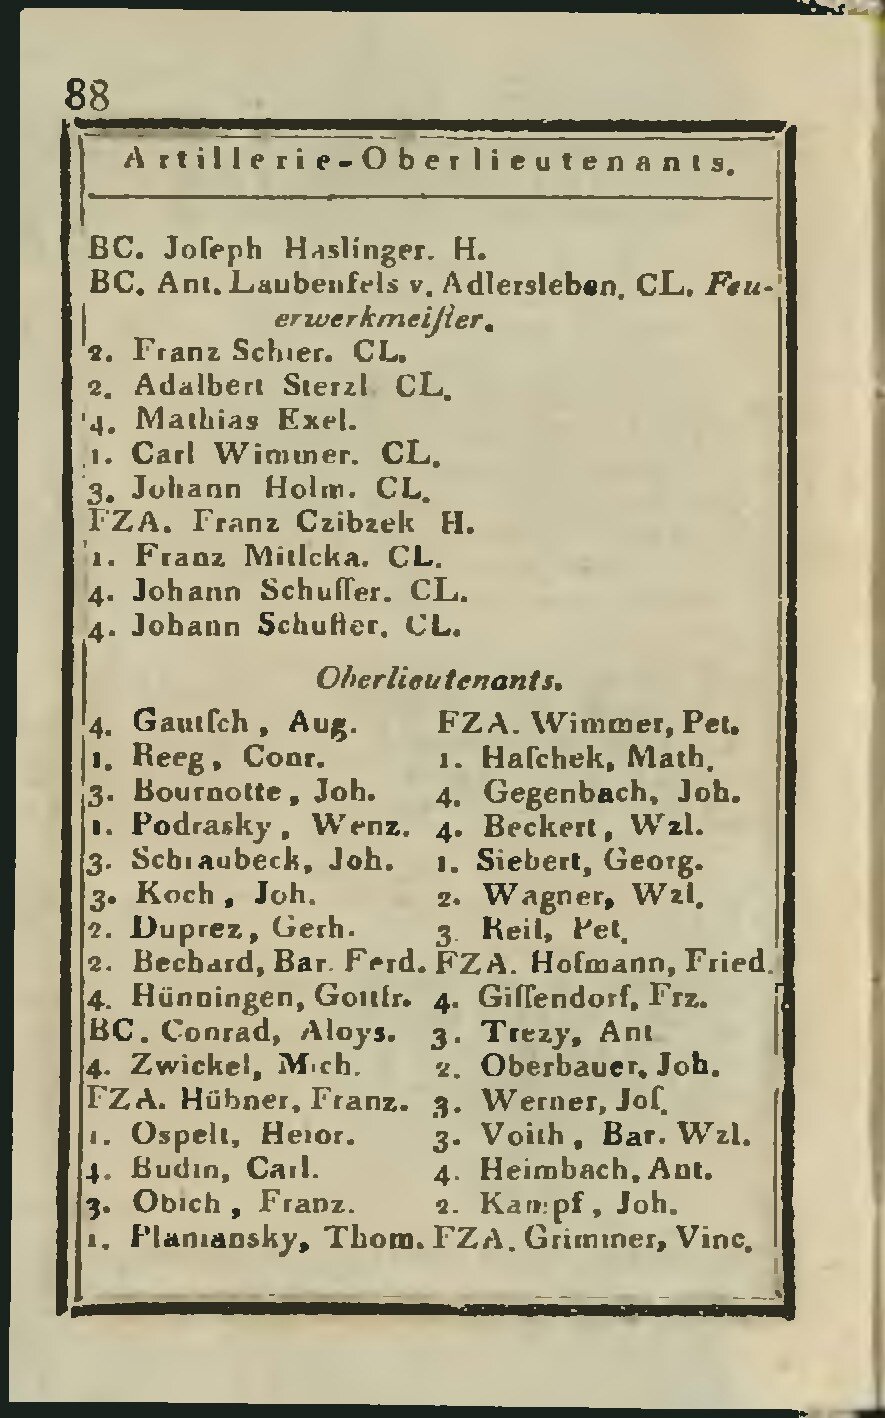 88
Artillerie-Oberlieutenants.
BC. Joſeph Haslinger. H.
BC. Ant. Laubenfels v. Adlersleben. CL. Feu-
erwerkmeiſter.
2. Franz Schier. CL.
2. Adalbert Sterzl CL.
4. Mathias Exel.
1. Carl Wimmer. CL.
3. Johann Holm. CL.
FZA. Franz Czibzek H.
1. Franz Mitlcka. CL.
4. Johann Schuſſer. CL.
4. Johann Schuſter. CL.
Oberlieutenants.
4. Gautſch, Aug.
1. Reeg, Conr.
3. Bournotte, Joh.
1. Podrasky, Wenz.
3. Schraubeck, Joh.
3. Koch, Joh.
2. Duprez, Gerh.
2. Bechard, Bar. Ferd.
4. Hünningen, Gottfr.
BC. Conrad, Aloys.
4. Zwickel, Mich.
FZA. Hübner, Franz.
1. Ospelt, Heior.
4. Budin, Carl.
3. Obich, Franz.
1. Planiansky, Thom.
FZA. Wimmer, Pet.
1. Haſchek, Math.
4. Gegenbach, Joh.
4. Beckert, Wzl.
1. Siebert, Georg.
2. Wagner, Wzl.
3. Reil, Pet.
FZA. Hofmann, Fried.
4. Giſſendorf, Frz.
3. Trezy, Ant
2. Oberbauer, Joh.
3. Werner, Joſ.
3. Voith, Bar. Wzl.
4. Heimbach, Ant.
2. Kampf, Joh.
FZA. Grimmer, Vinc.